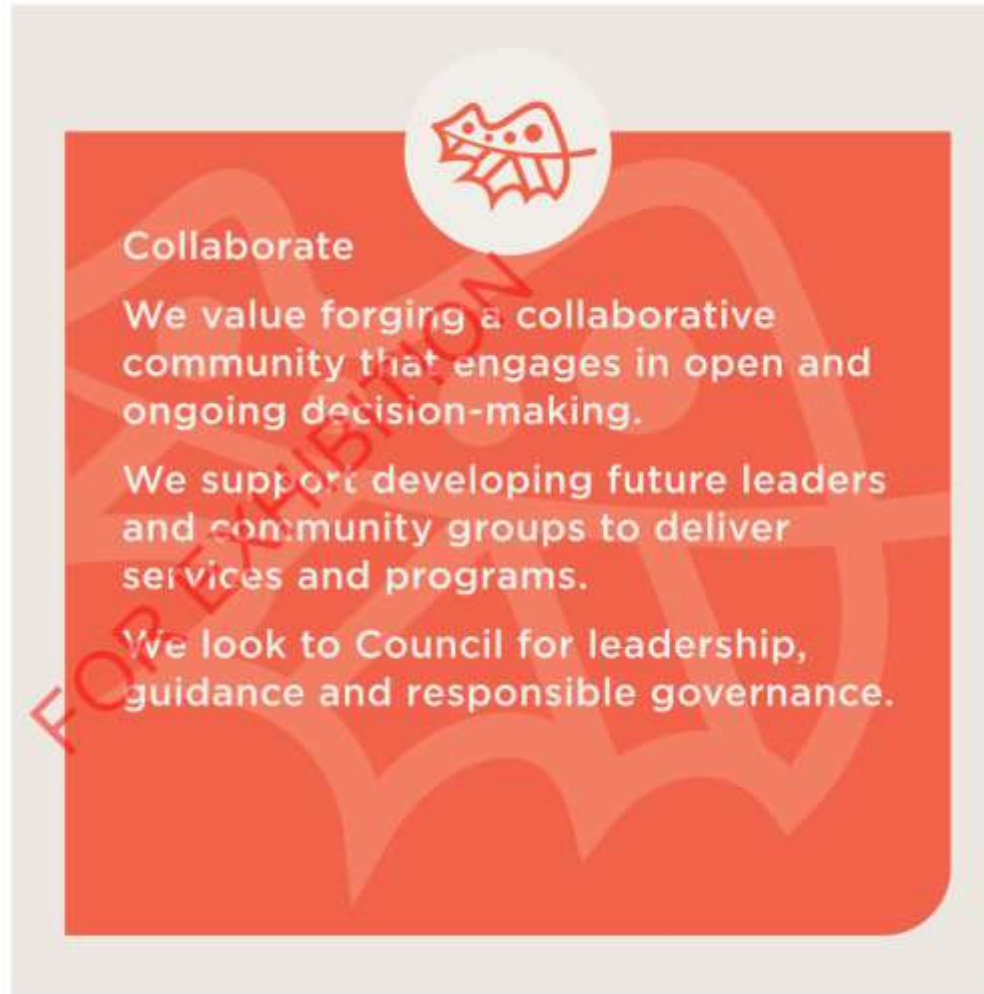 Collaborate
We value forging a collaborative
community that engages in open and
ongoing decision-making.
We support developing future leaders
and community groups to deliver
services and programs.
We look to Council for leadership,
guidance and responsible governance.
FOR EXHIBITION